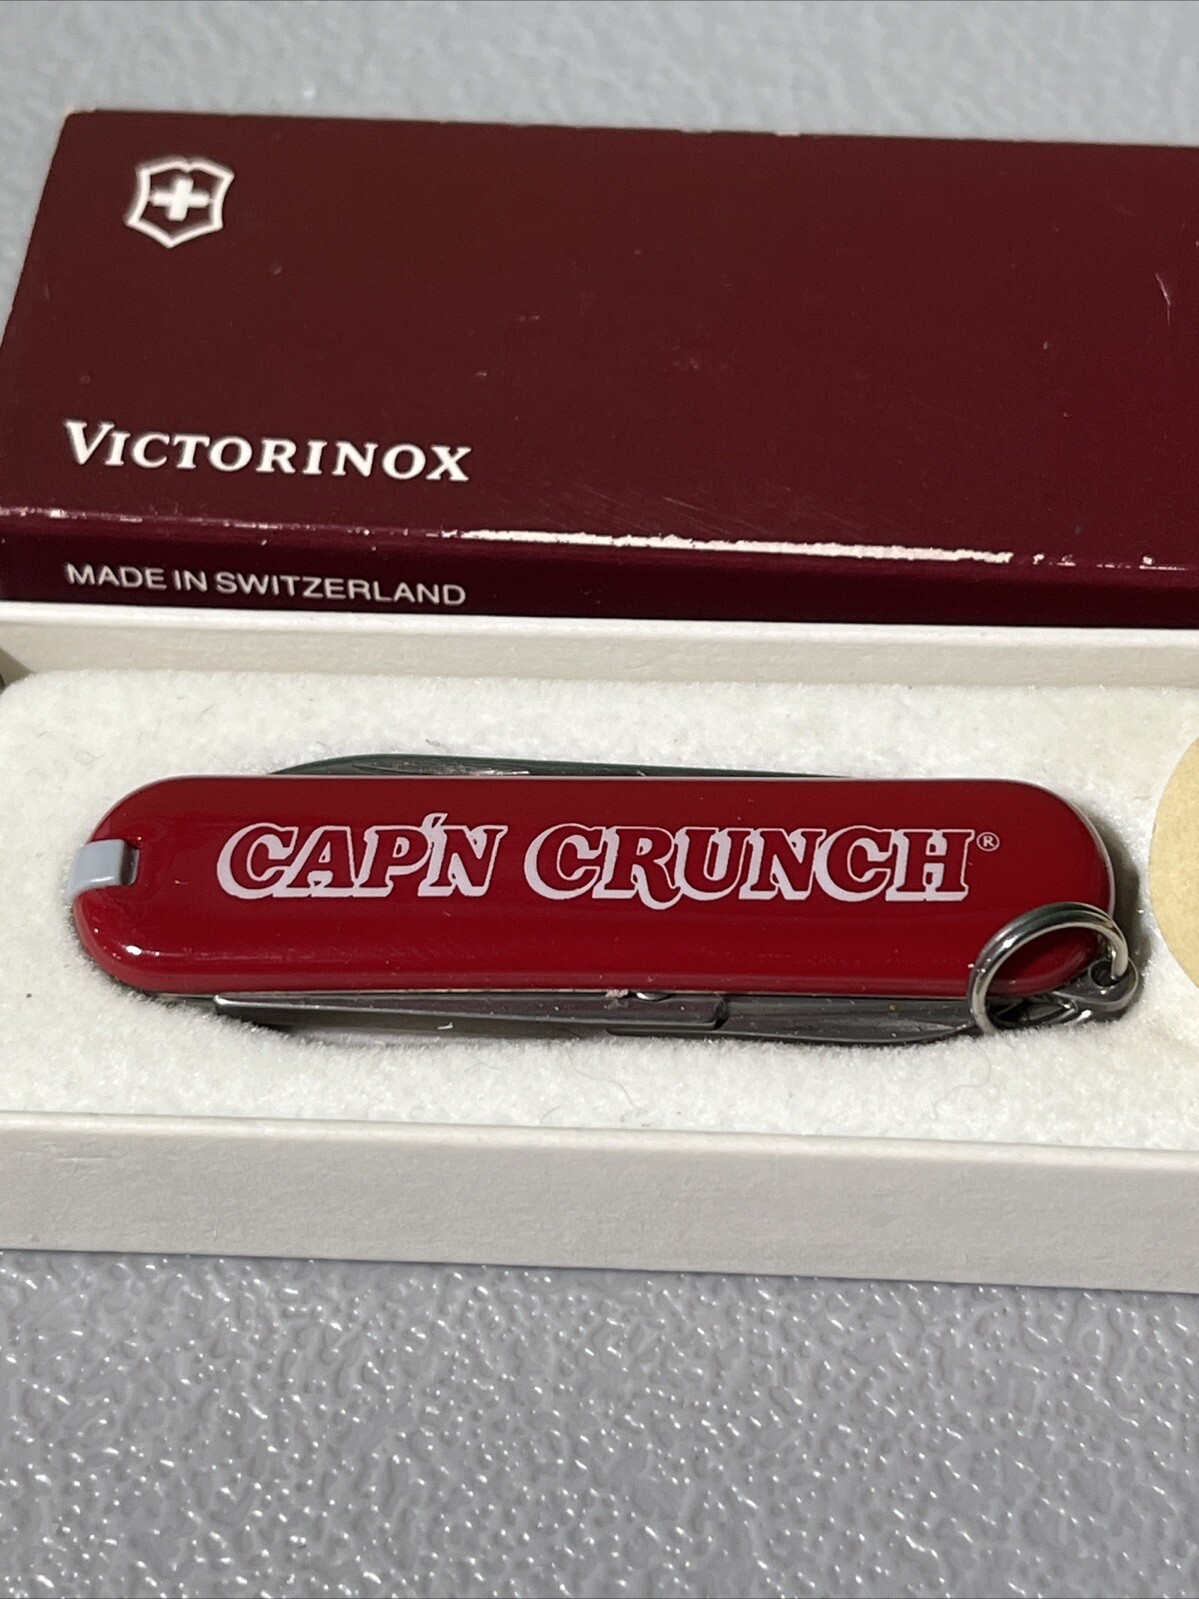 VICTORINOX
MADE IN SWITZERLAND
CAP'N CRUNCH®